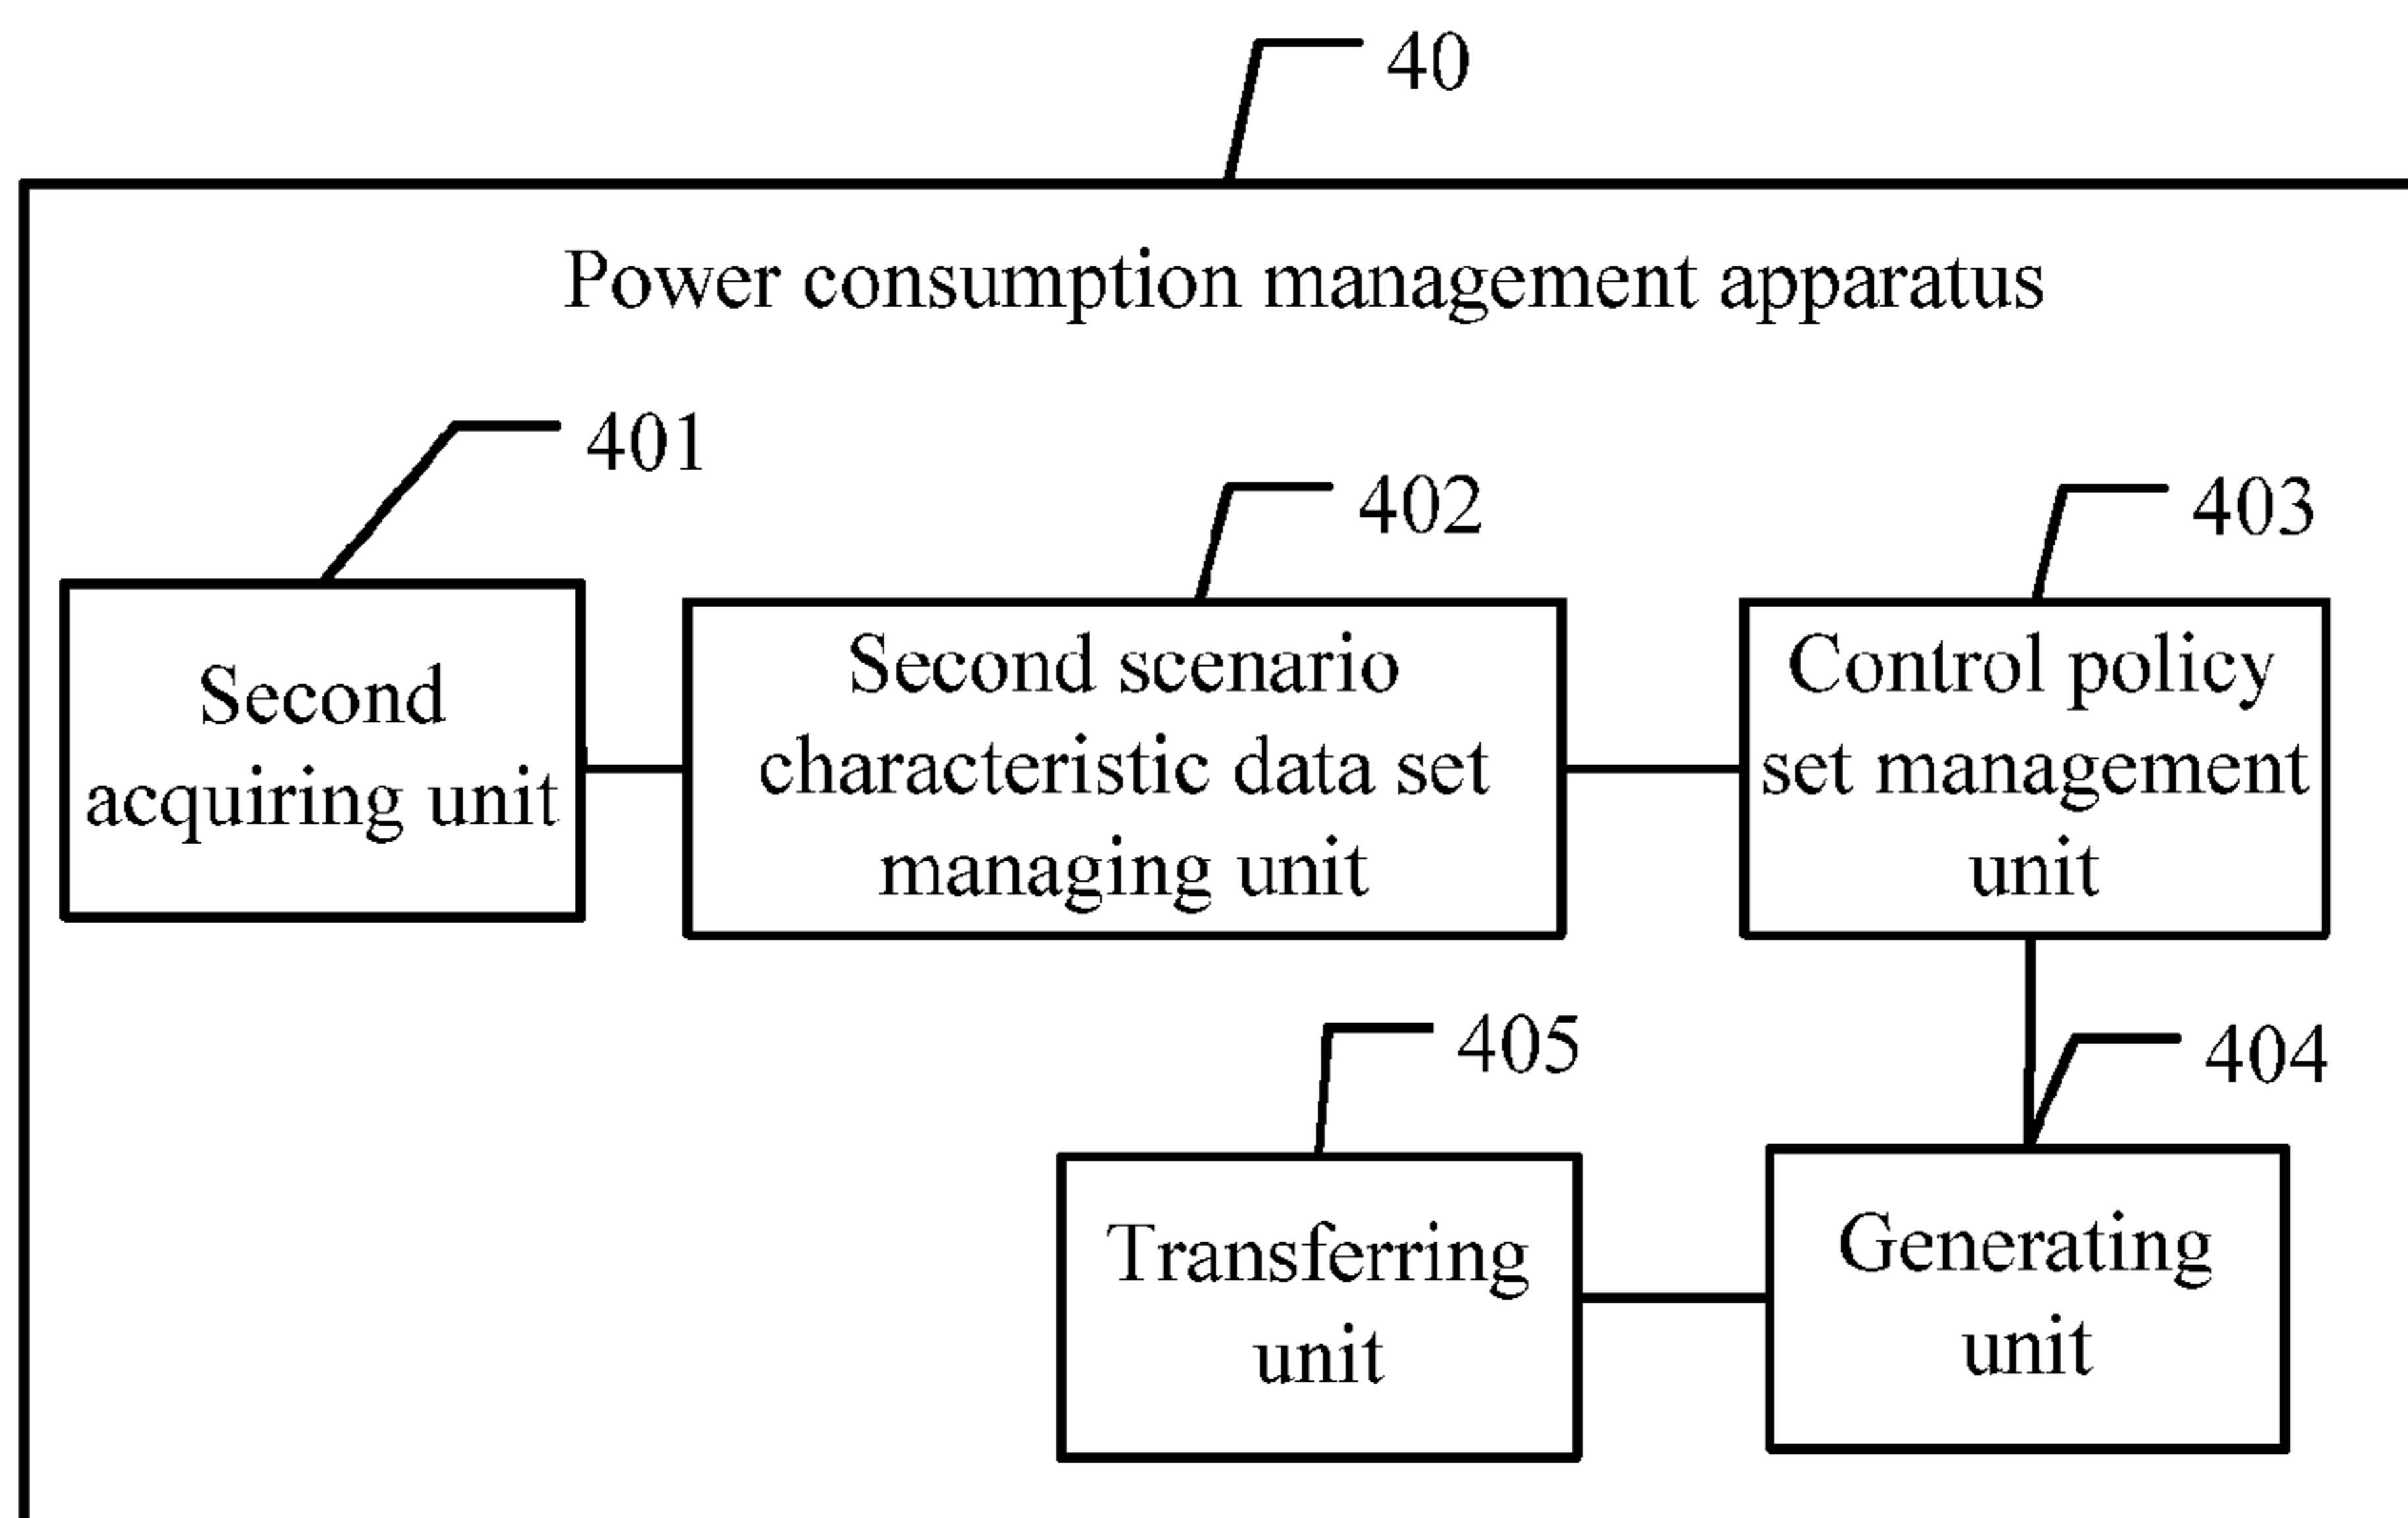 40
Power consumption management apparatus
401
402
403
Second
acquiring unit
Second scenario
characteristic data set
managing unit
Control policy
set management
unit
405
404
Transferring
unit
Generating
unit